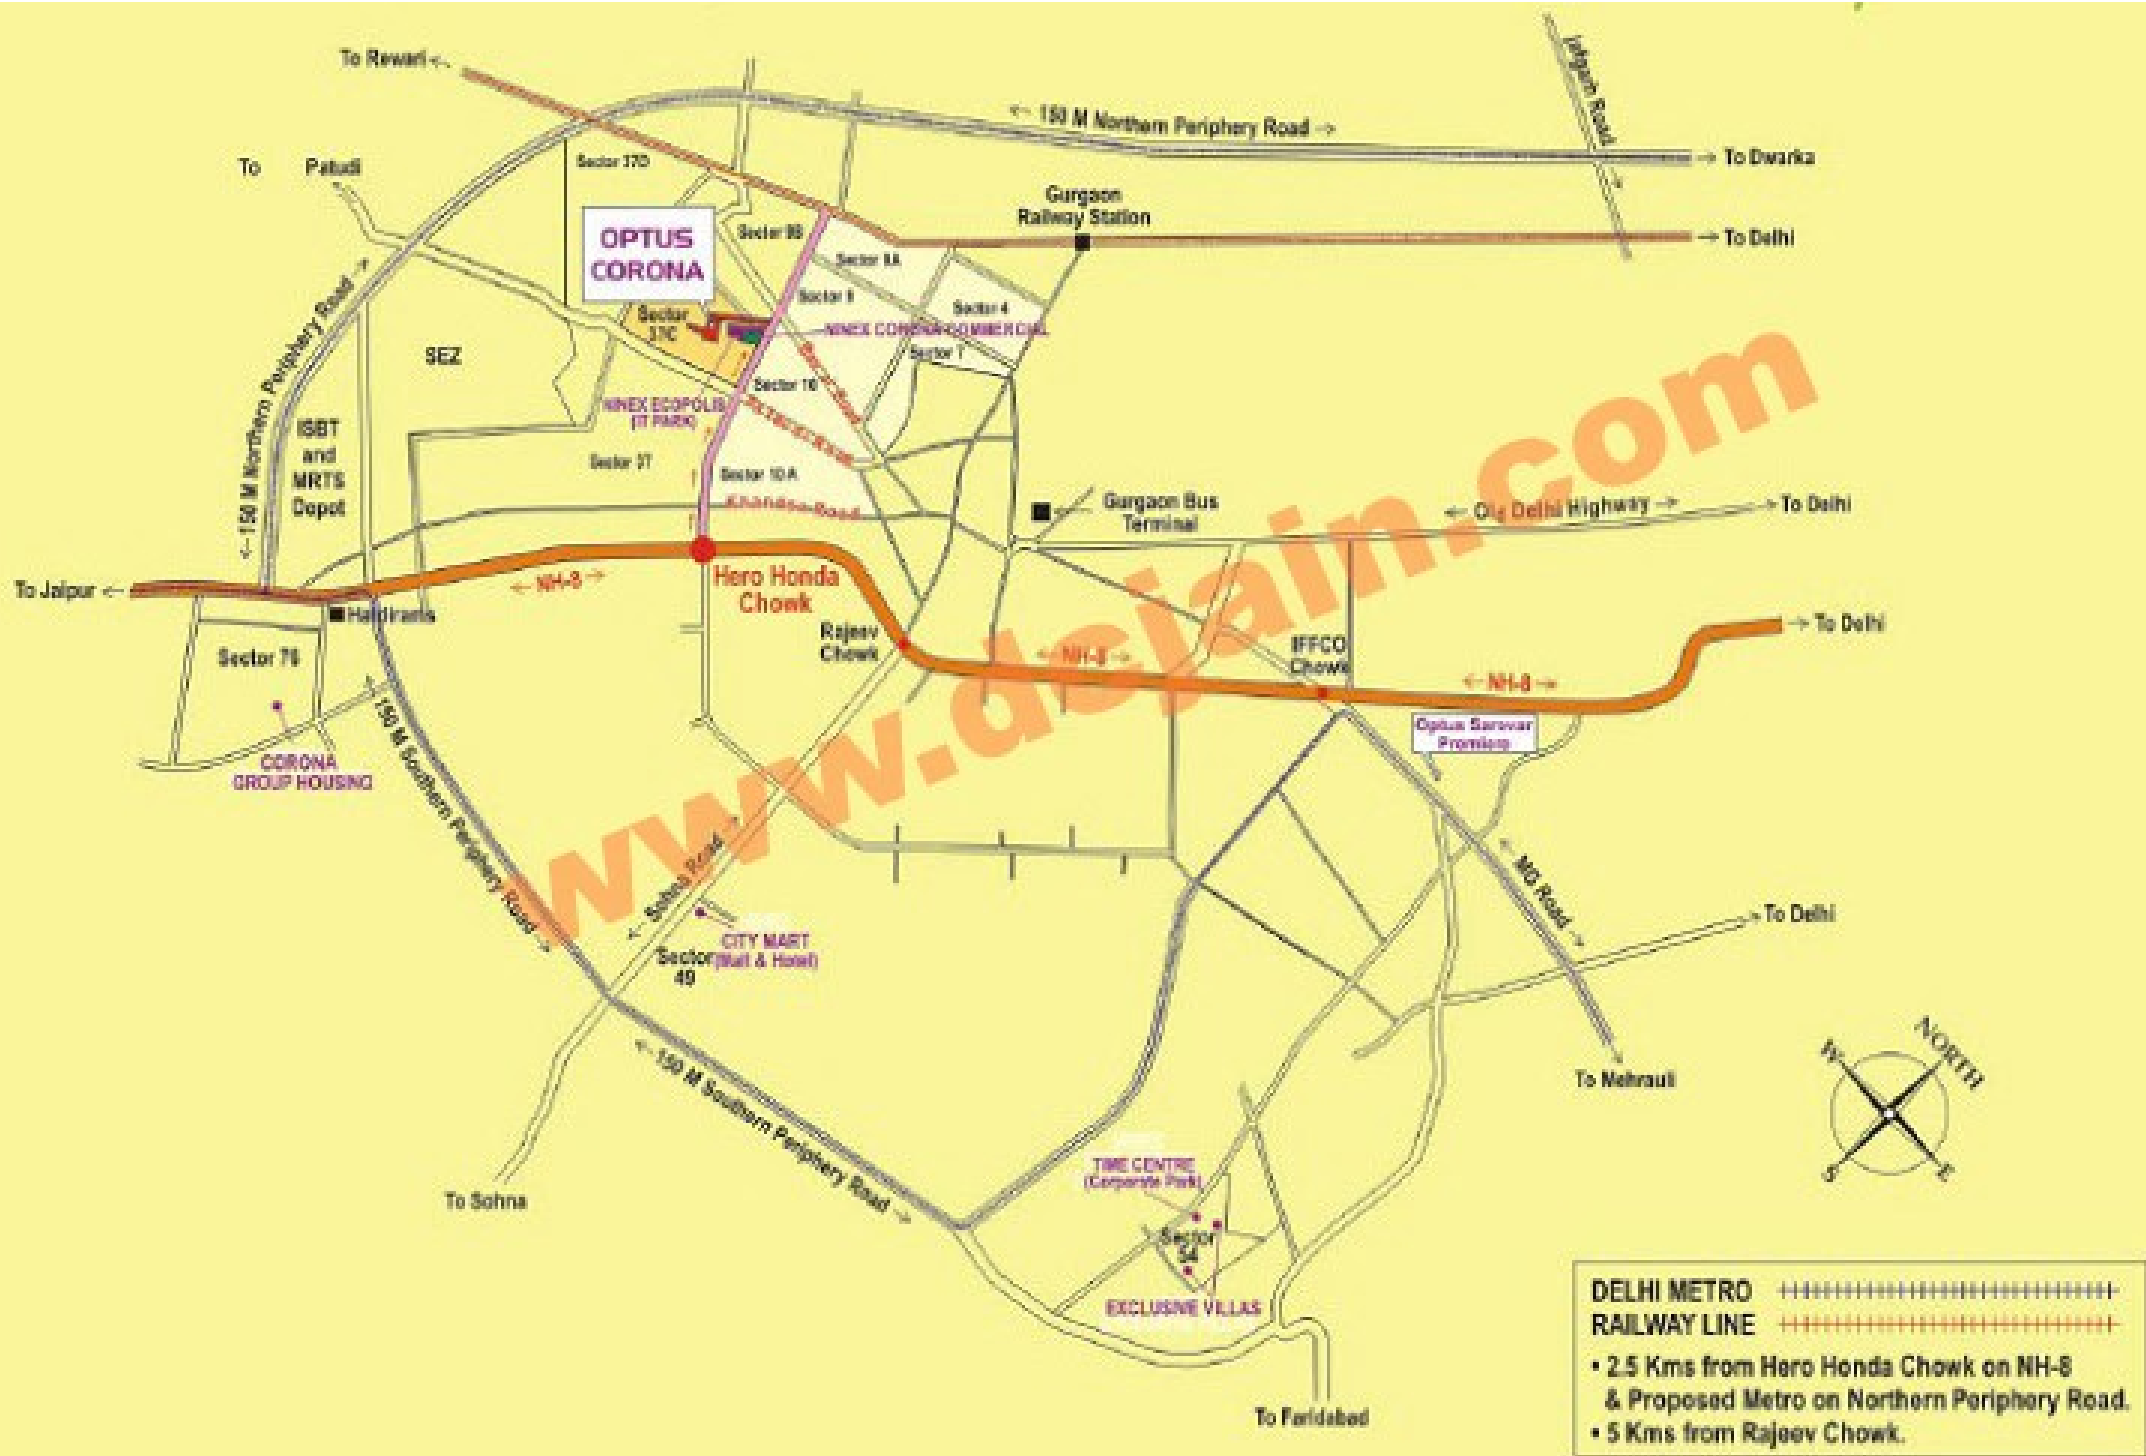 To Rewari
150 M Northern Periphery Road
To Dwarka
To Patudi
Sector 37D
Gurgaon
Railway Station
To Delhi
OPTUS
CORONA
Sector 9B
Sector 9A
Sector 9
Sector 4
Sector
37C
NINEX CORONA COMMERCIAL
Sector 7
150 M Northern Periphery Road
SEZ
Sector 10
NINEX ECOPOLIS
(IT PARK)
ISBT
and
MRTS
Depot
Sector 37
Sector 10A
Khandsa Road
Gurgaon Bus
Terminal
Old Delhi Highway
To Delhi
To Jaipur
NH-8
Hero Honda
Chowk
Haldirams
Rajeev
Chowk
NH-8
IFFCO
Chowk
NH-8
To Delhi
Sector 76
CORONA
GROUP HOUSING
150 M Southern Periphery Road
Optus Sarovar
Premiere
www.dcjain.com
Sohna Road
MG Road
CITY MART
(Mall & Hotel)
Sector
49
To Delhi
150 M Southern Periphery Road
To Mehrauli
NORTH
W
S
E
To Sohna
TIME CENTRE
(Corporate Park)
Sector
54
EXCLUSIVE VILLAS
To Faridabad
DELHI METRO
RAILWAY LINE
• 2.5 Kms from Hero Honda Chowk on NH-8
& Proposed Metro on Northern Periphery Road.
• 5 Kms from Rajeev Chowk.